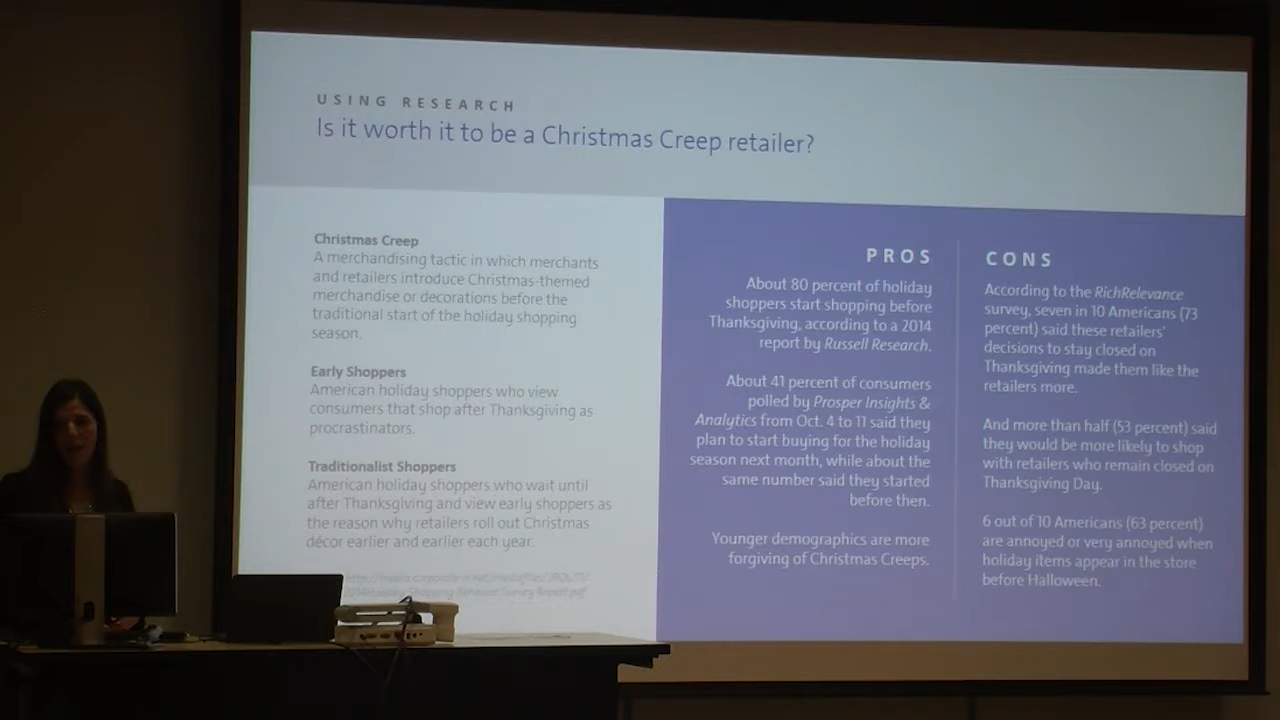 USING RESEARCH
Is it worth it to be a Christmas Creep retailer?
Christmas Creep
A merchandising tactic in which merchants
and retailers introduce Christmas-themed
merchandise or decorations before the
traditional start of the holiday shopping
season.
Early Shoppers
American holiday shoppers who view
consumers that shop after Thanksgiving as
procrastinators.
Traditionalist Shoppers
American holiday shoppers who wait until
after Thanksgiving and view early shoppers as
the reason why retailers roll out Christmas
décor earlier and earlier each year.
PROS
About 80 percent of holiday
shoppers start shopping before
Thanksgiving, according to a 2014
report by Russell Research.
About 41 percent of consumers
polled by Prosper Insights &
Analytics from Oct. 4 to 11 said they
plan to start buying for the holiday
season next month, while about the
same number said they started
before then.
Younger demographics are more
forgiving of Christmas Creeps.
CONS
According to the RichRelevance
survey, seven in 10 Americans (73
percent) said these retailers'
decisions to stay closed on
Thanksgiving made them like the
retailers more.
And more than half (53 percent) said
they would be more likely to shop
with retailers who remain closed on
Thanksgiving Day.
6 out of 10 Americans (63 percent)
are annoyed or very annoyed when
holiday items appear in the store
before Halloween.